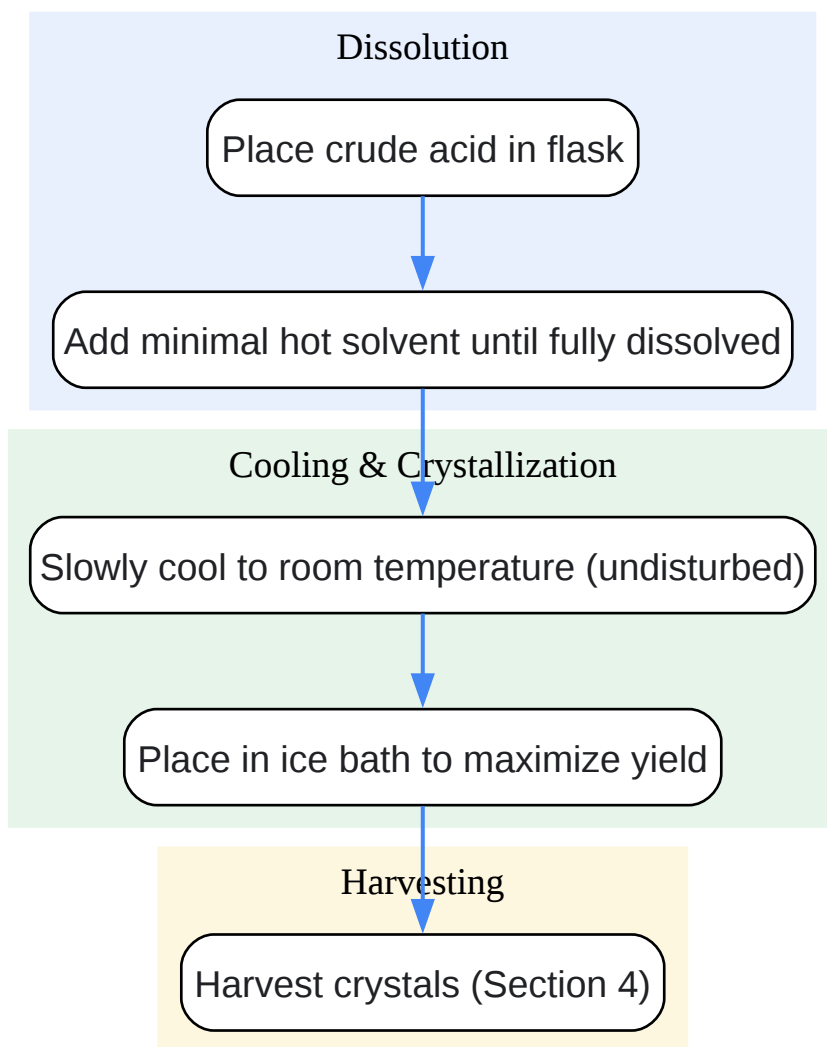 Dissolution
Place crude acid in flask
Add minimal hot solvent until fully dissolved
Cooling & Crystallization
Slowly cool to room temperature (undisturbed)
Place in ice bath to maximize yield
Harvesting
Harvest crystals (Section 4)